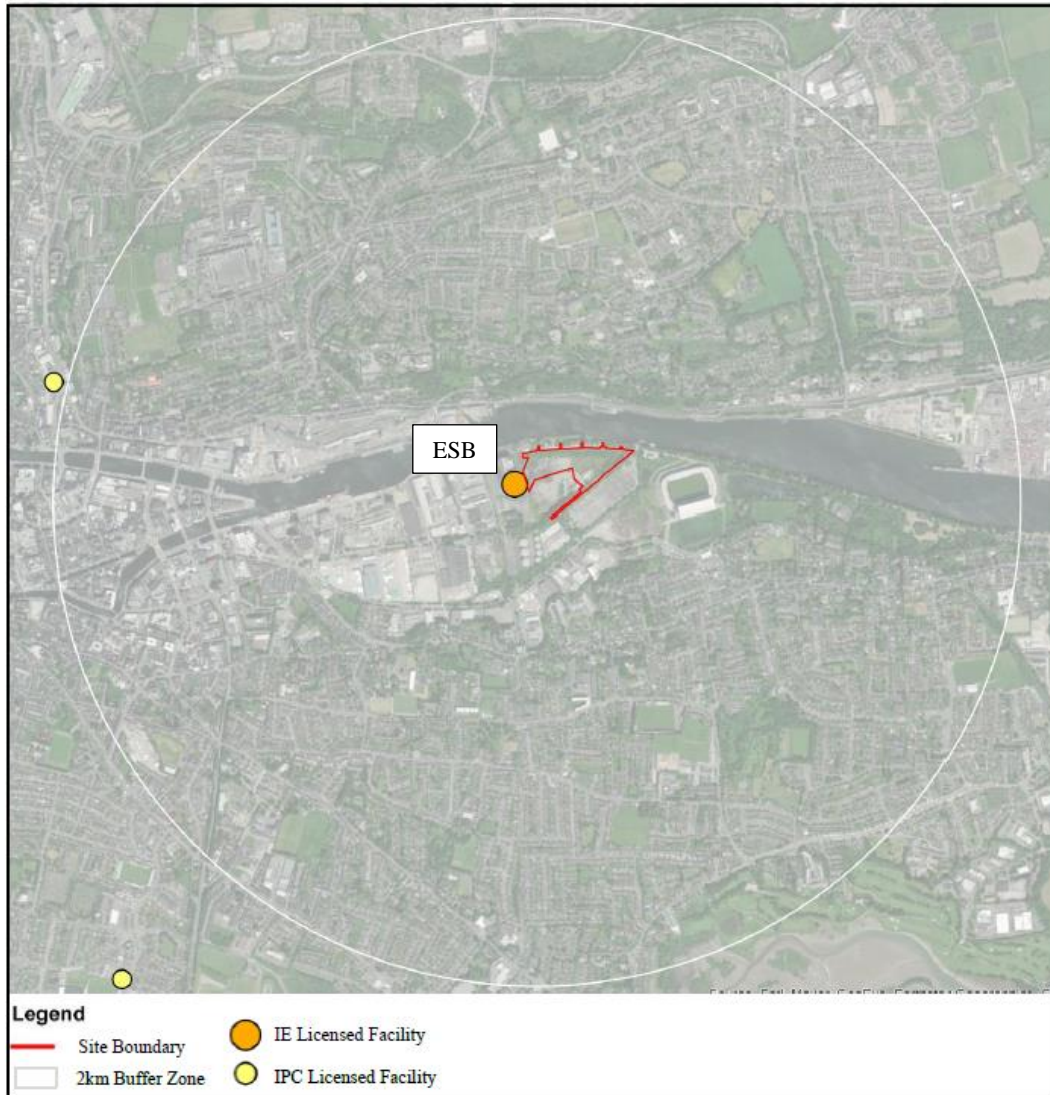 ESB
Legend
Site Boundary
IE Licensed Facility
2km Buffer Zone
IPC Licensed Facility